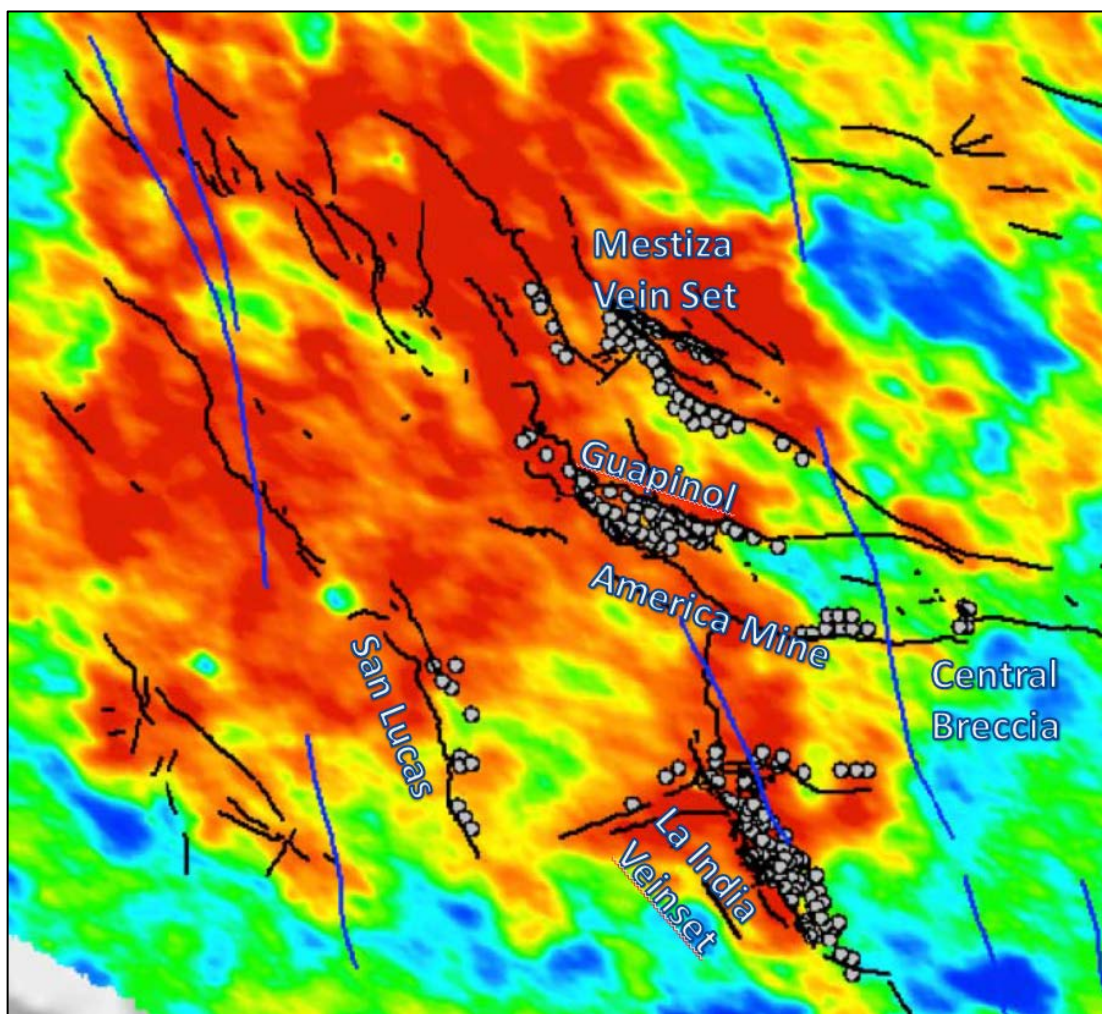 Mestiza
Vein Set
Guapinol
America Mine
San Lucas
Central
Breccia
La India
Veinset